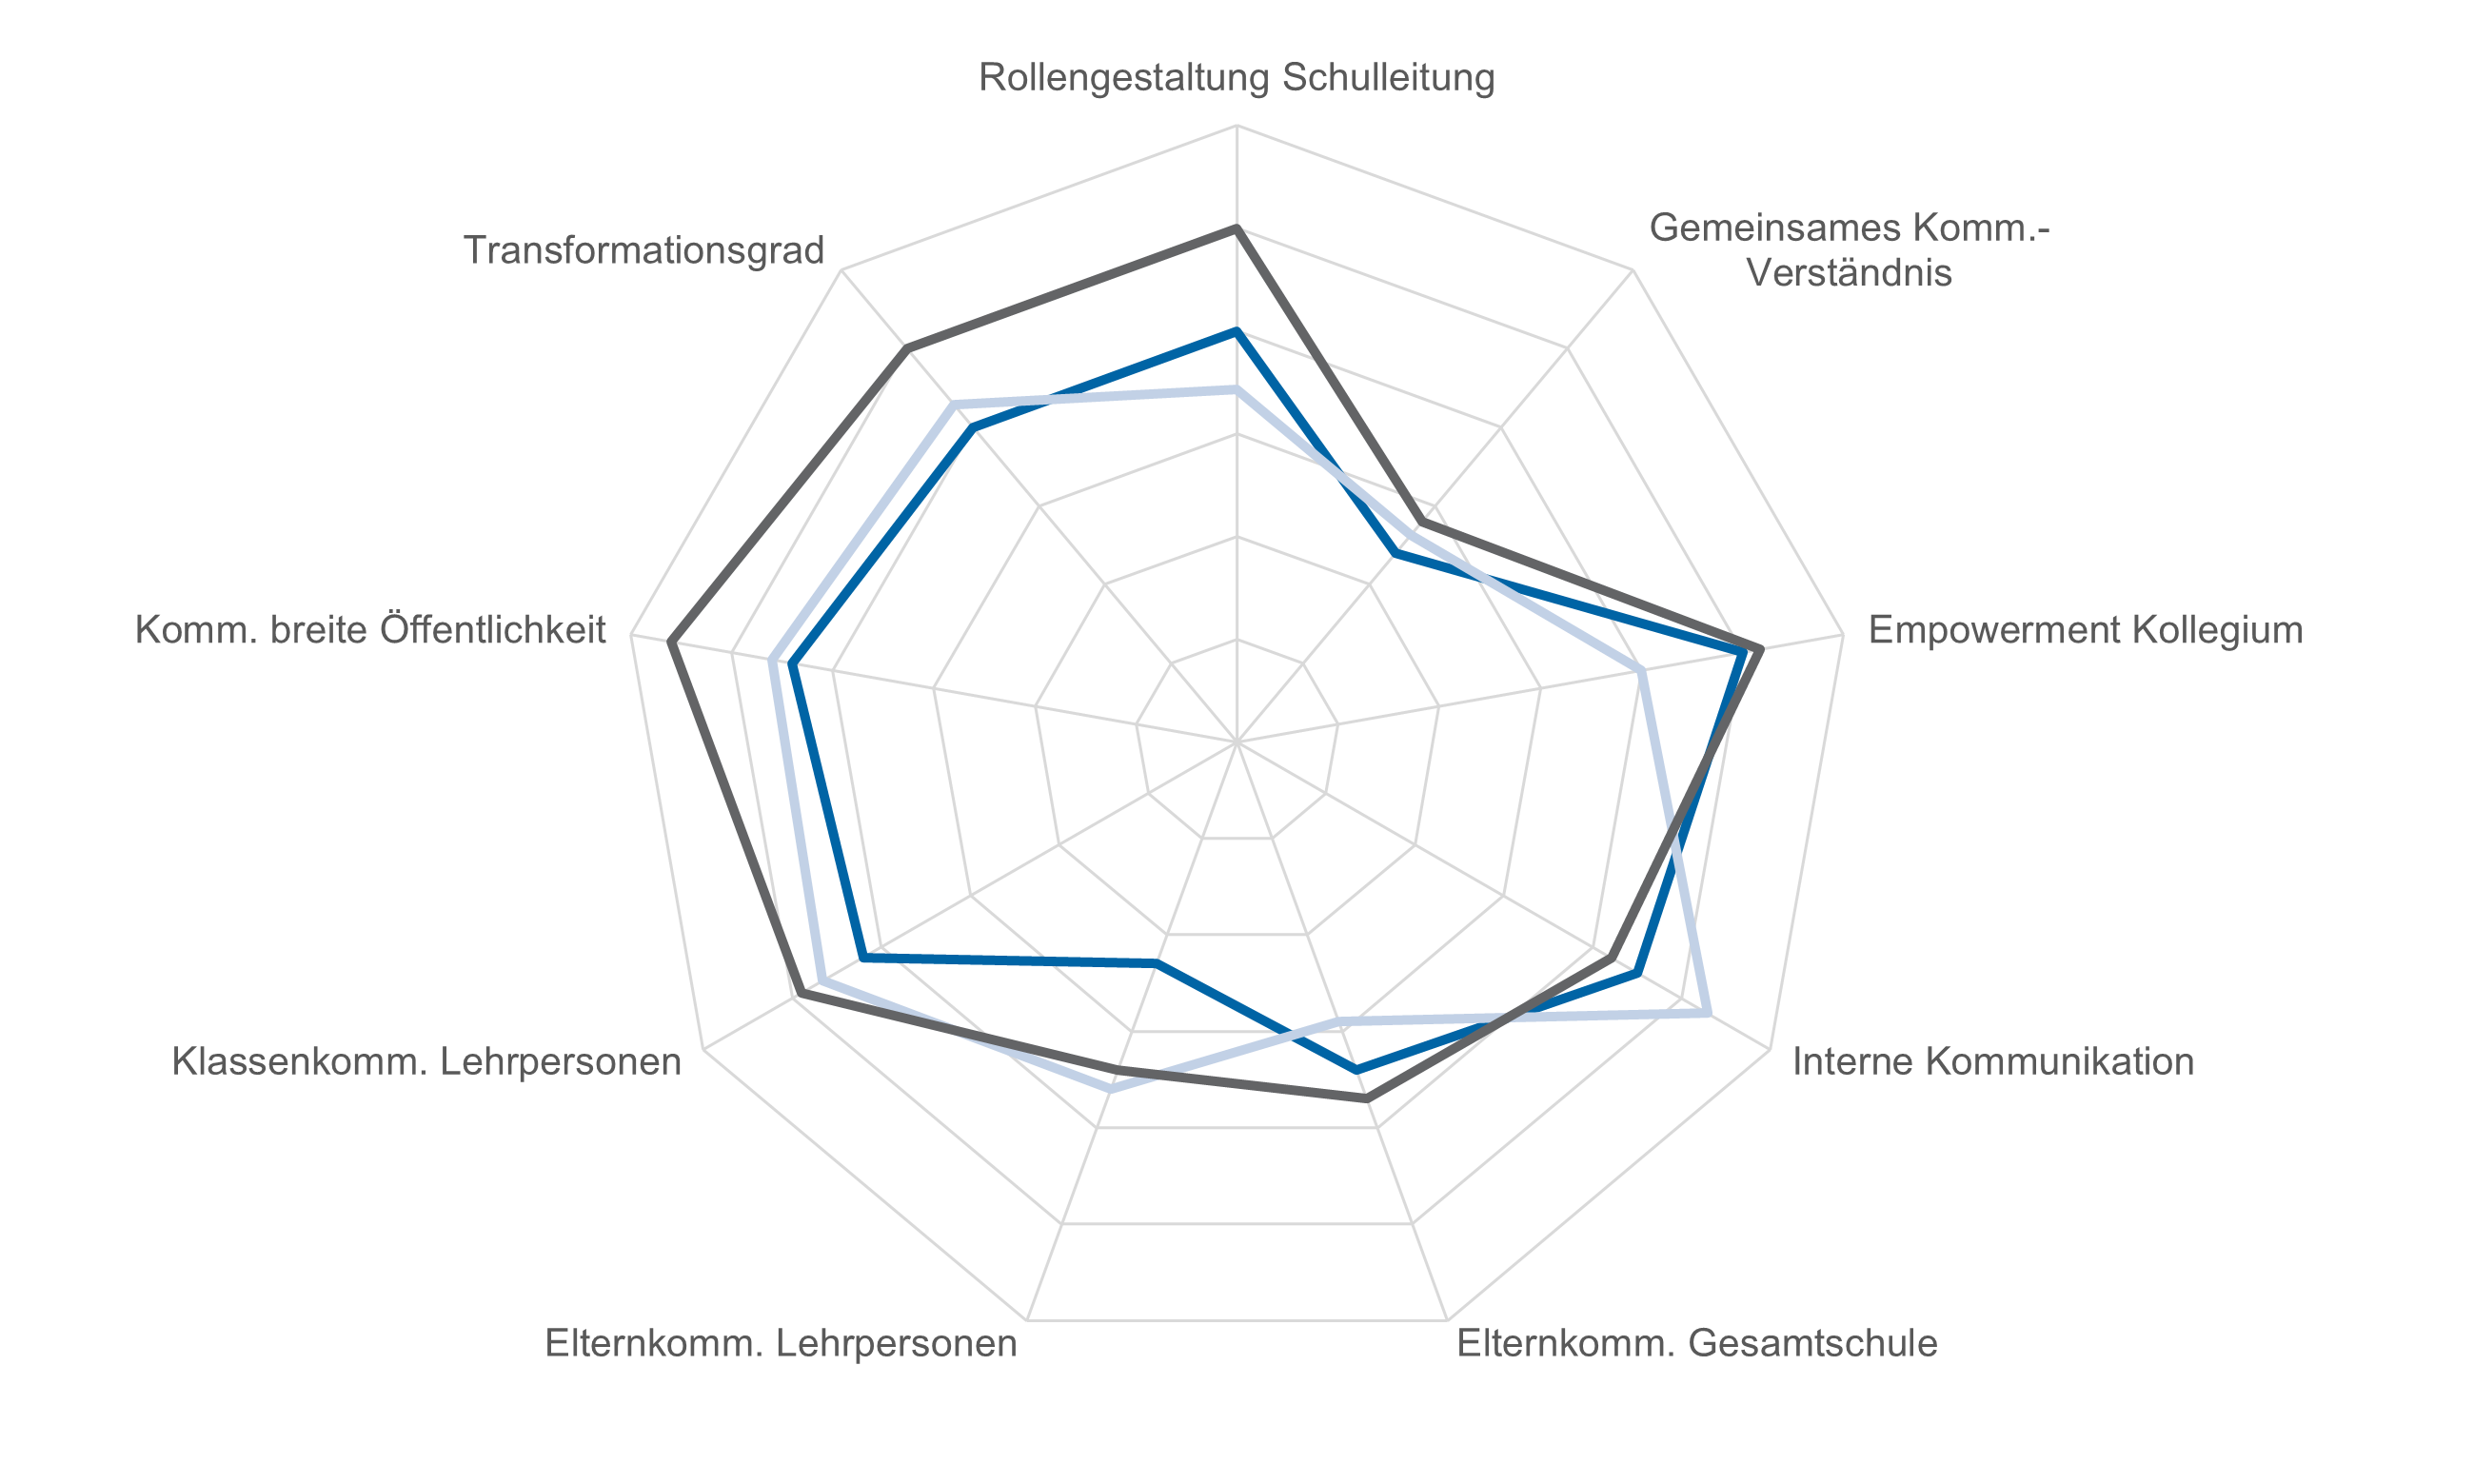 Rollengestaltung Schulleitung
Gemeinsames Komm.-
Verständnis
Transformationsgrad
Komm. breite Öffentlichkeit
Empowerment Kollegium
Klassenkomm. Lehrpersonen
Interne Kommunikation
Elternkomm. Lehrpersonen
Elternkomm. Gesamtschule